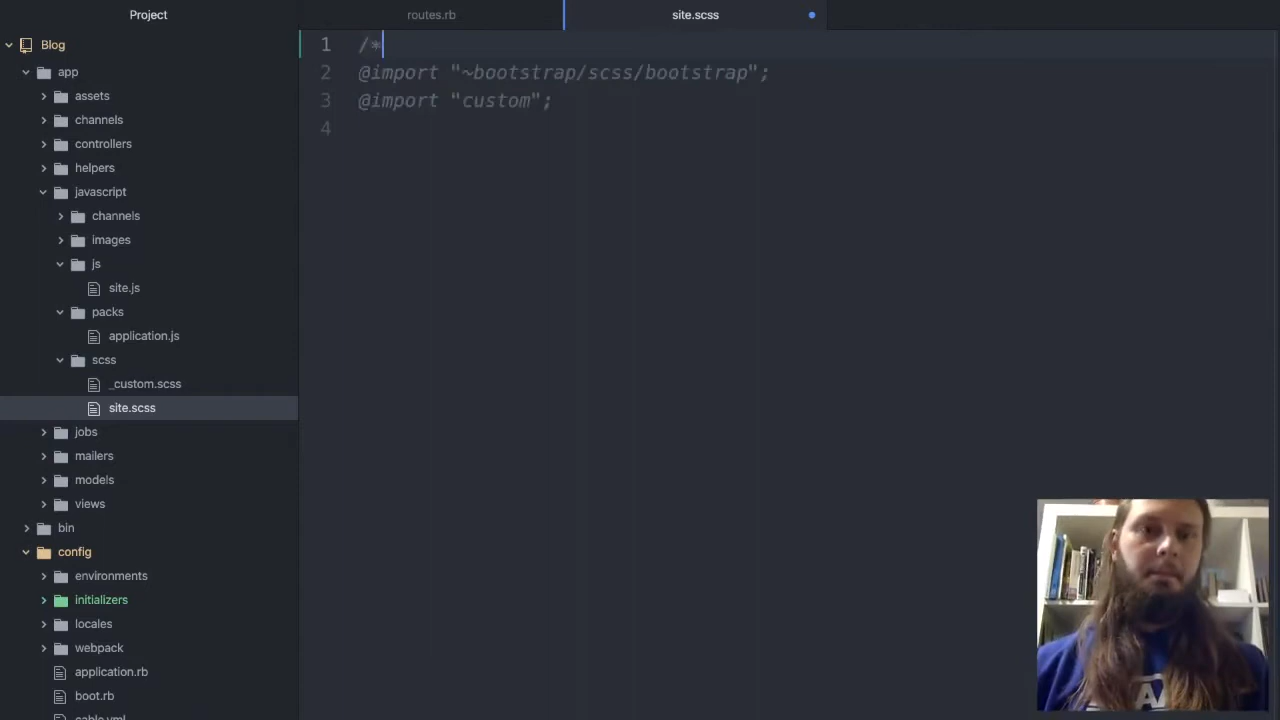 Project
routes.rb
site.scss
Blog
app
assets
channels
controllers
helpers
javascript
channels
images
js
site.js
packs
application.js
scss
_custom.scss
site.scss
jobs
mailers
models
views
bin
config
environments
initializers
locales
webpack
application.rb
boot.rb
cable.yml
1 /*
2 @import "~bootstrap/scss/bootstrap";
3 @import "custom";
4